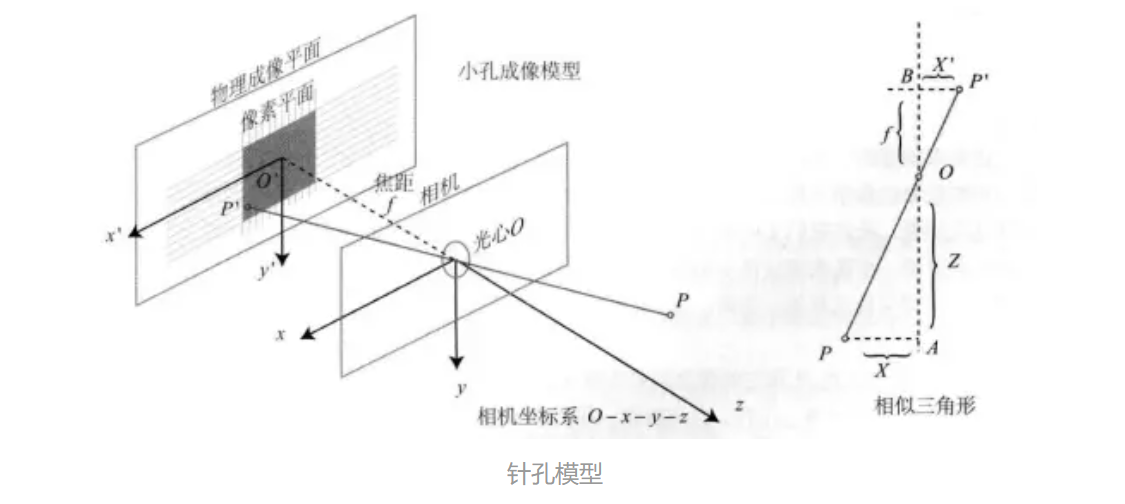 物理成像平面
像素平面
小孔成像模型
O'
焦距
f
相机
P'
x'
y'
光心O
P
x
y
z
相机坐标系 O-x-y-z
B
X'
P'
f
O
Z
P
X
A
相似三角形
针孔模型